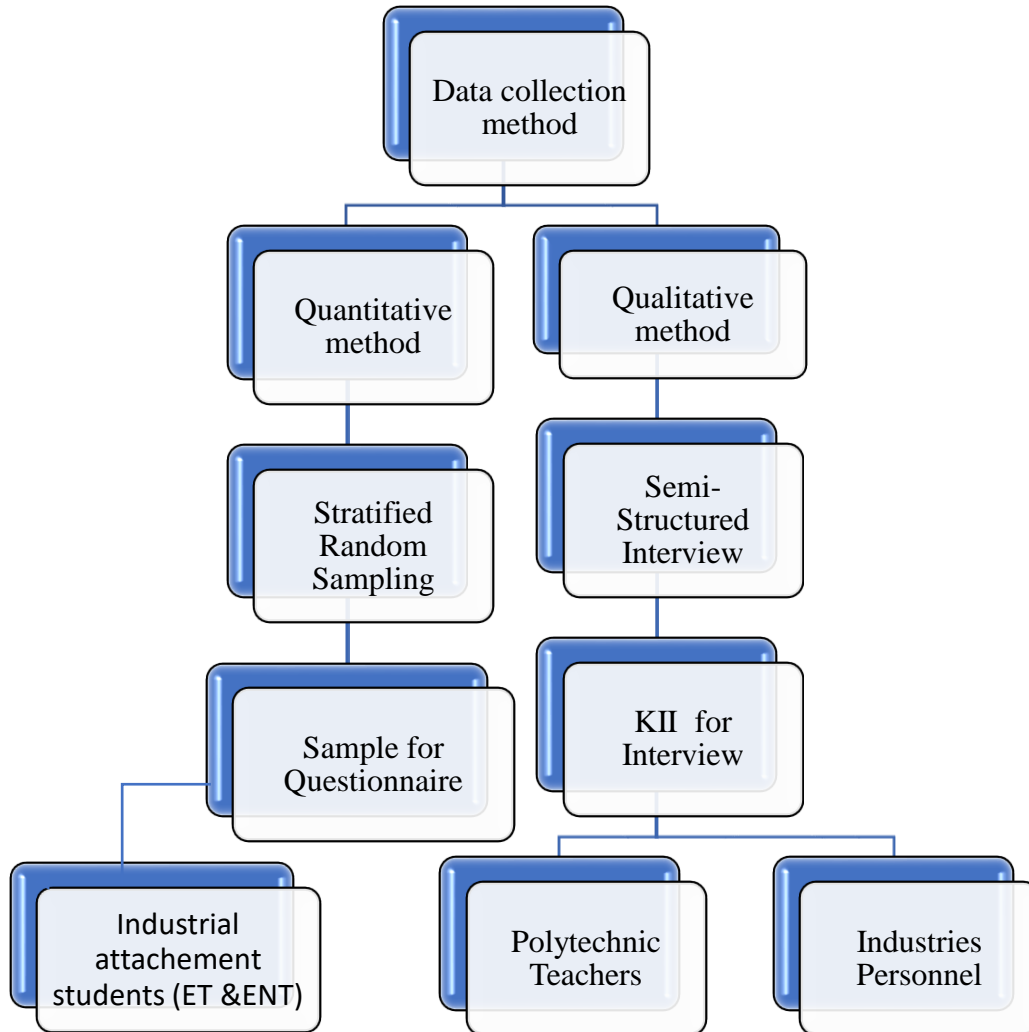 Data collection
method
Quantitative
method
Qualitative
method
Stratified
Random
Sampling
Semi-
Structured
Interview
Sample for
Questionnaire
KII for
Interview
Industrial
attachement
students (ET &ENT)
Polytechnic
Teachers
Industries
Personnel